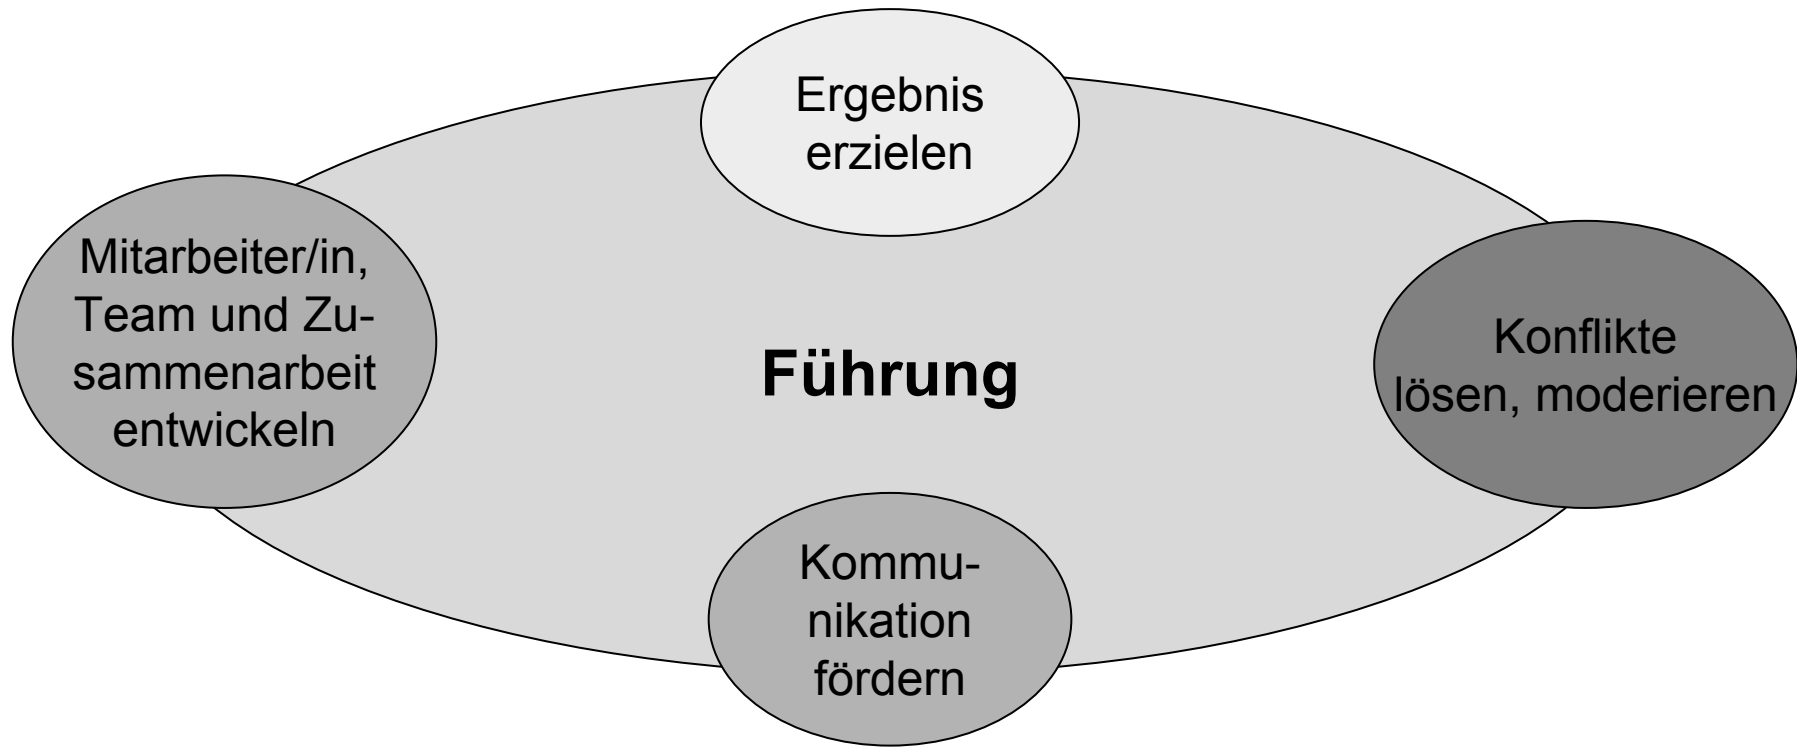 Ergebnis
erzielen
Mitarbeiter/in,
Team und Zu-
sammenarbeit
entwickeln
Führung
Konflikte
lösen, moderieren
Kommu-
nikation
fördern